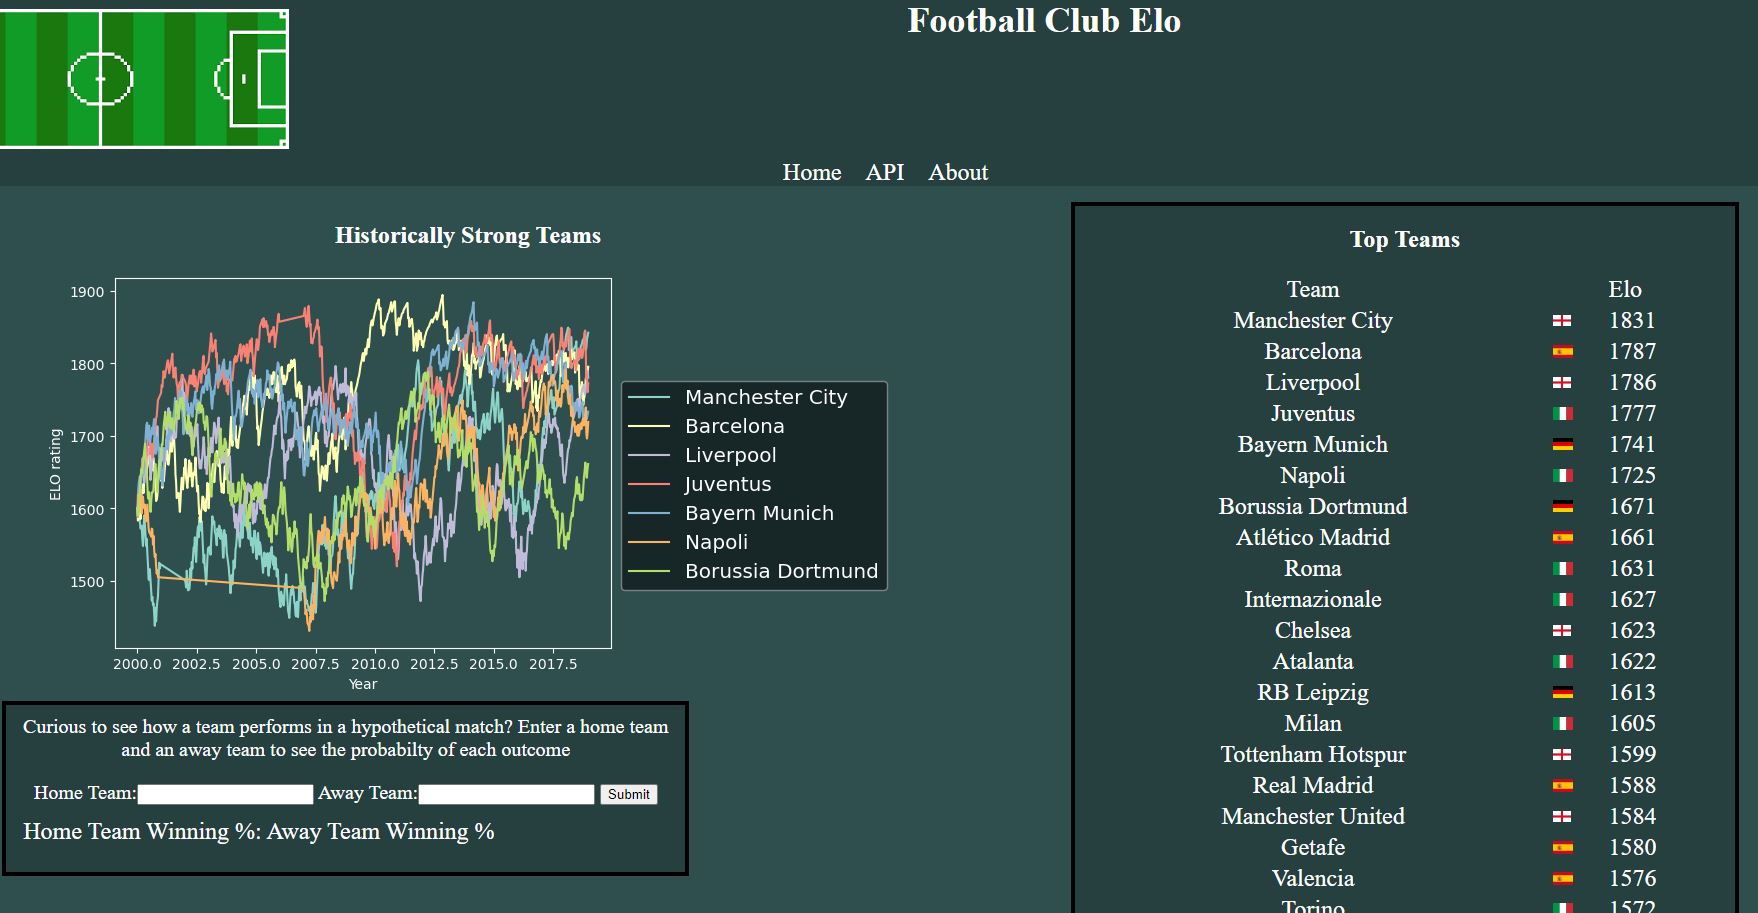 Football Club Elo
Home API About
Historically Strong Teams
1900
1800
1700
1600
1500
ELO rating
2000.0 2002.5 2005.0 2007.5 2010.0 2012.5 2015.0 2017.5
Year
Manchester City
Barcelona
Liverpool
Juventus
Bayern Munich
Napoli
Borussia Dortmund
Curious to see how a team performs in a hypothetical match? Enter a home team
and an away team to see the probabilty of each outcome
Home Team: Away Team: Submit
Home Team Winning %: Away Team Winning %
Top Teams
Team Elo
Manchester City 1831
Barcelona 1787
Liverpool 1786
Juventus 1777
Bayern Munich 1741
Napoli 1725
Borussia Dortmund 1671
Atlético Madrid 1661
Roma 1631
Internazionale 1627
Chelsea 1623
Atalanta 1622
RB Leipzig 1613
Milan 1605
Tottenham Hotspur 1599
Real Madrid 1588
Manchester United 1584
Getafe 1580
Valencia 1576
Torino 1572